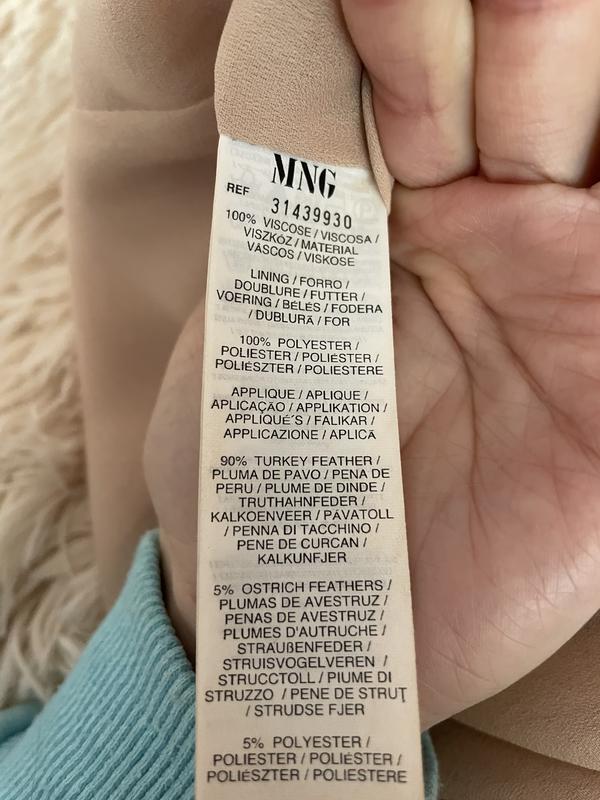 MNG
REF 31439930
100% VISCOSE / VISCOSA /
VISZKÓZ / MATERIAL
VÂSCOS / VISKOSE
LINING / FORRO /
DOUBLURE / FUTTER /
VOERING / BÉLÉS / FODERA
/ DUBLURĂ / FOR
100% POLYESTER /
POLIESTER / POLIÉSTER /
POLIÉSZTER / POLIESTERE
APPLIQUE / APLIQUE /
APLICAÇÃO / APPLIKATION /
APPLIQUÉ´S / FALIKAR /
APPLICAZIONE / APLICĂ
90% TURKEY FEATHER /
PLUMA DE PAVO / PENA DE
PERU / PLUME DE DINDE /
TRUTHAHNFEDER /
KALKOENVEER / PÁVATOLL
/ PENNA DI TACCHINO /
PENE DE CURCAN /
KALKUNFJER
5% OSTRICH FEATHERS /
PLUMAS DE AVESTRUZ /
PENAS DE AVESTRUZ /
PLUMES D'AUTRUCHE /
STRAUßENFEDER /
STRUISVOGELVEREN /
STRUCCTOLL / PIUME DI
STRUZZO / PENE DE STRUȚ
/ STRUDSE FJER
5% POLYESTER /
POLIESTER / POLIÉSTER /
POLIÉSZTER / POLIESTERE